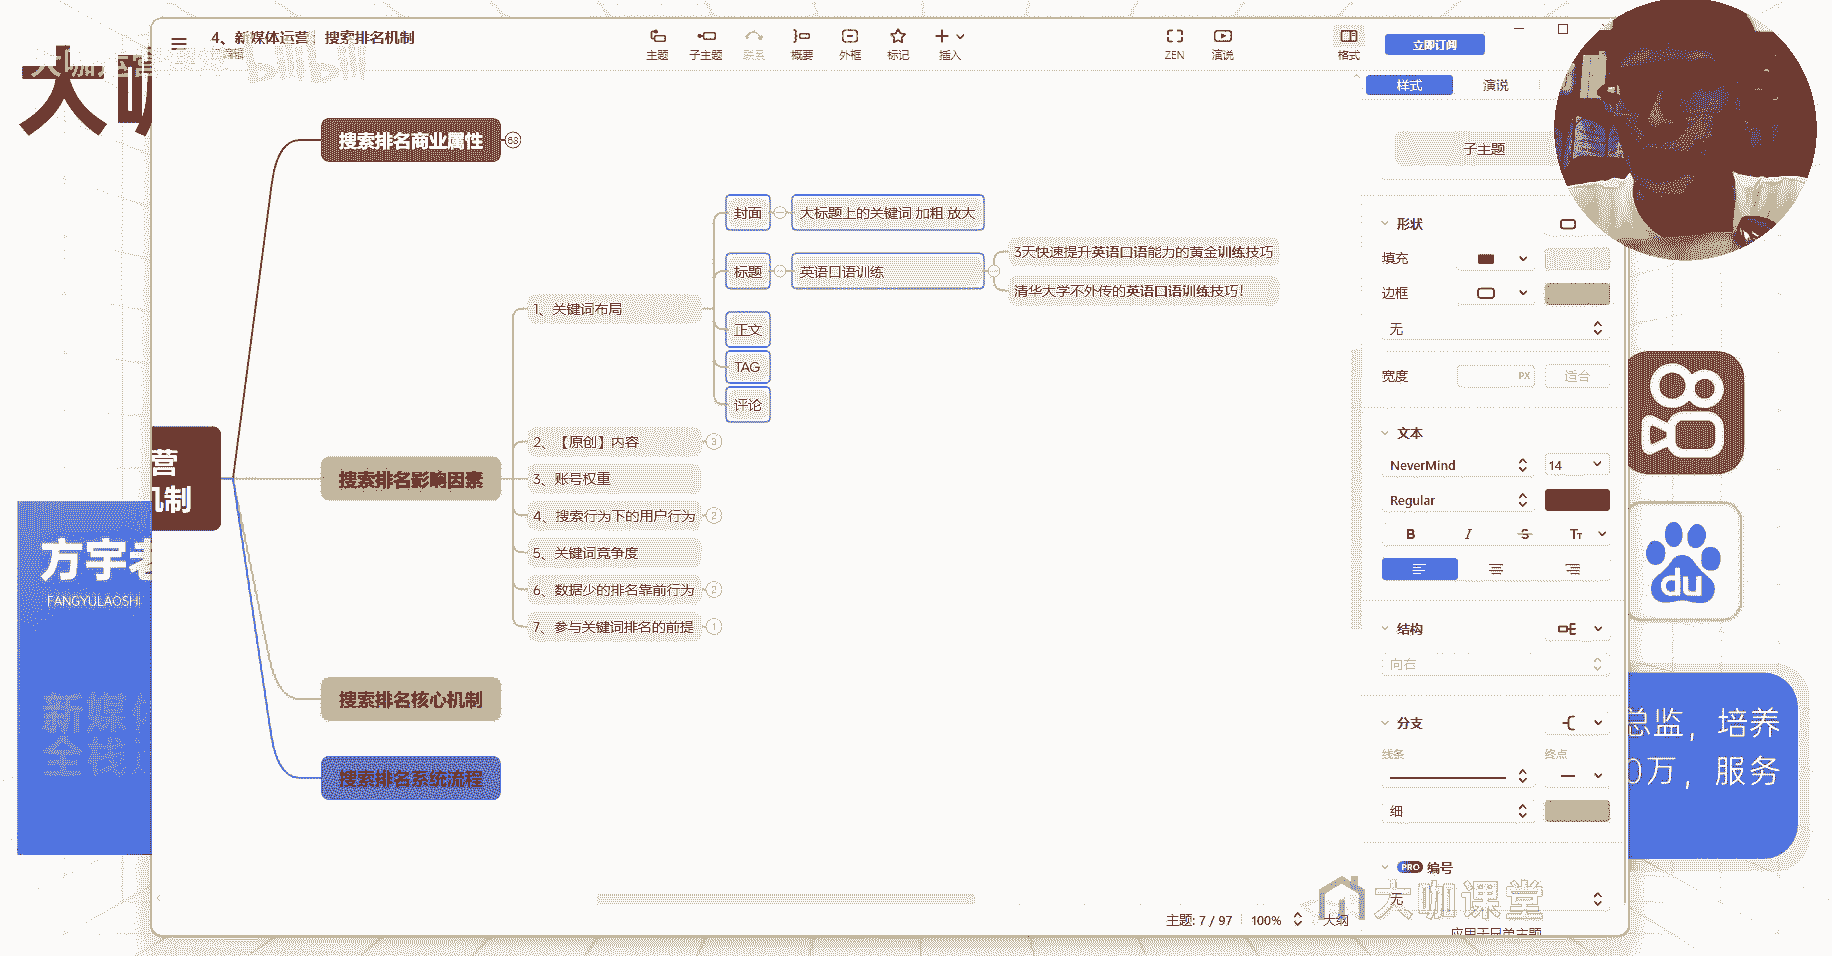 4、新媒体运营：搜索排名机制
已编辑
bilibili
主题
子主题
联系
概要
外框
标记
插入
ZEN
演说
格式
立即订阅
样式
演说
大咖
搜索排名商业属性
63
封面
大标题上的关键词 加粗 放大
标题
英语口语训练
3天快速提升英语口语能力的黄金训练技巧
清华大学不外传的英语口语训练技巧！
1、关键词布局
正文
TAG
评论
2、【原创】内容
3
营
机制
搜索排名影响因素
3、账号权重
4、搜索行为下的用户行为
2
5、关键词竞争度
6、数据少的排名靠前行为
2
7、参与关键词排名的前提
1
搜索排名核心机制
搜索排名系统流程
方宇老
FANGYULAOSHI
新媒体
全栈运
子主题
形状
填充
边框
无
宽度
PX
适合
文本
NeverMind
14
Regular
B
I
S
Tт
结构
向右
分支
线条
终点
细
PRO
编号
无
应用于兄弟主题
du
总监，培养
0万，服务
主题: 7 / 97
100%
大纲
大咖课堂